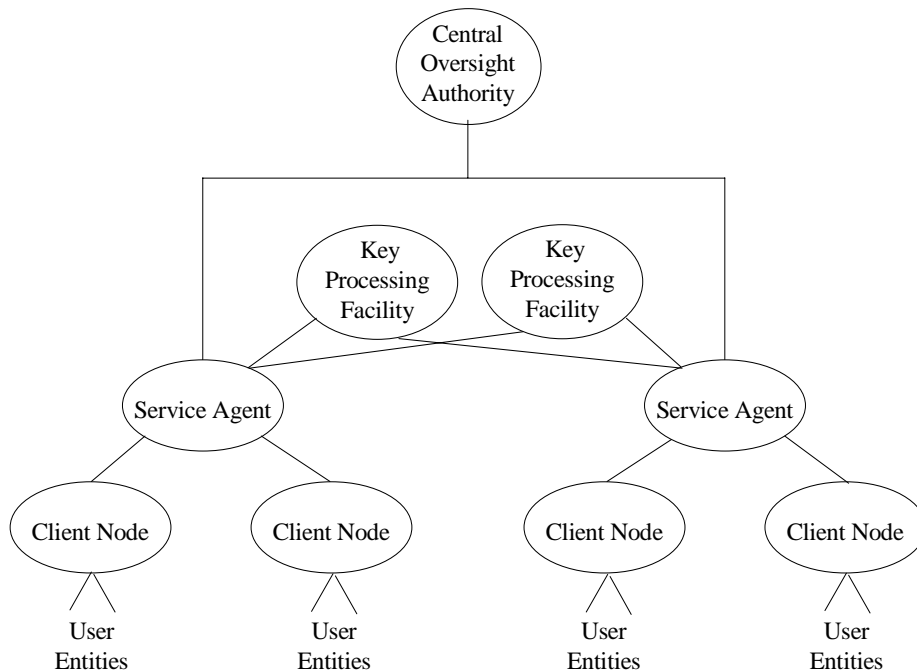 Central
Oversight
Authority
Key
Processing
Facility
Key
Processing
Facility
Service Agent
Service Agent
Client Node
Client Node
Client Node
Client Node
User
Entities
User
Entities
User
Entities
User
Entities